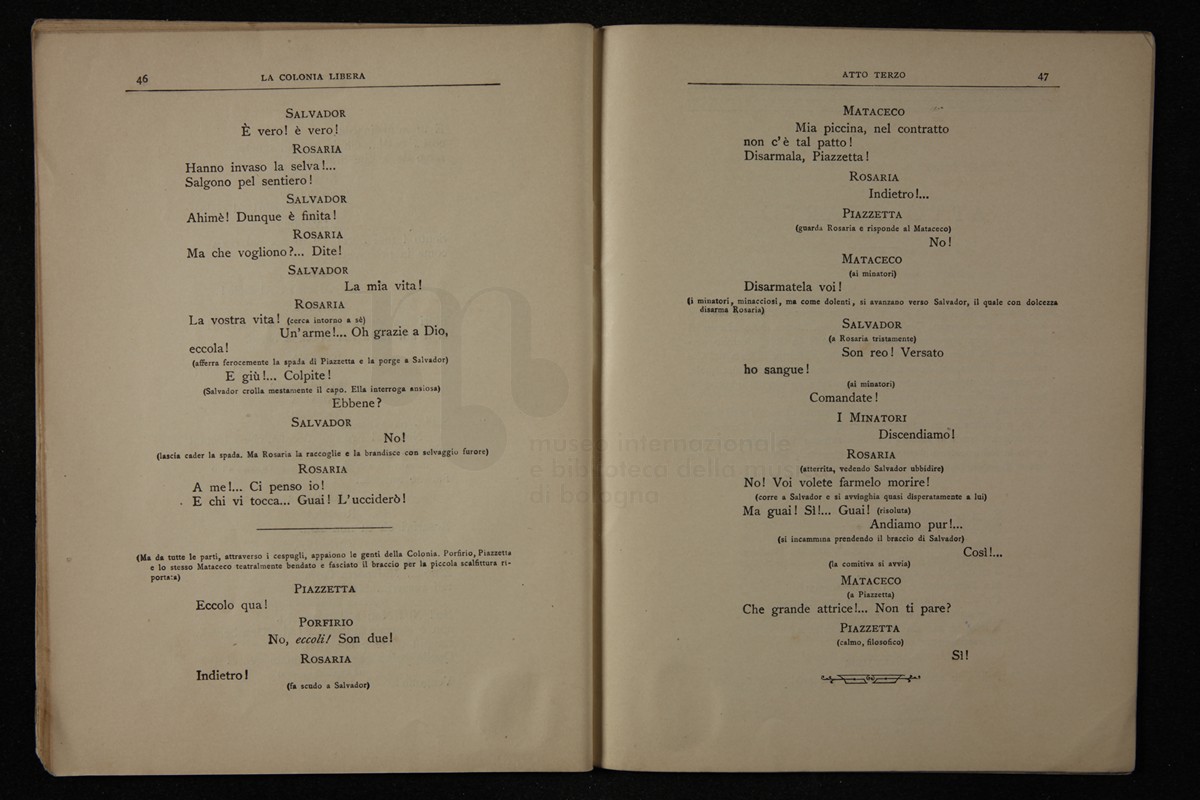 46
LA COLONIA LIBERA
SALVADOR
È vero! è vero!
ROSARIA
Hanno invaso la selva!...
Salgono pel sentiero!
SALVADOR
Ahimè! Dunque è finita!
ROSARIA
Ma che vogliono?... Dite!
SALVADOR
La mia vita!
ROSARIA
La vostra vita! (cerca intorno a sè)
Un'arme!... Oh grazie a Dio,
eccola!
(afferra ferocemente la spada di Piazzetta e la porge a Salvador)
E giù!... Colpite!
(Salvador crolla mestamente il capo. Ella interroga ansiosa)
Ebbene?
SALVADOR
No!
(lascia cader la spada. Ma Rosaria la raccoglie e la brandisce con selvaggio furore)
ROSARIA
A me!... Ci penso io!
E chi vi tocca... Guai! L'ucciderò!
(Ma da tutte le parti, attraverso i cespugli, appaiono le genti della Colonia. Porfirio, Piazzetta
e lo stesso Mataceco teatralmente bendato e fasciato il braccio per la piccola scalfittura ri-
portata)
PIAZZETTA
Eccolo qua!
PORFIRIO
No, eccoli! Son due!
ROSARIA
Indietro!
(fa scudo a Salvador)
ATTO TERZO
47
MATACECO
Mia piccina, nel contratto
non c'è tal patto!
Disarmala, Piazzetta!
ROSARIA
Indietro!...
PIAZZETTA
(guarda Rosaria e risponde al Mataceco)
No!
MATACECO
(ai minatori)
Disarmatela voi!
(i minatori, minacciosi, ma come dolenti, si avanzano verso Salvador, il quale con dolcezza
disarma Rosaria)
SALVADOR
(a Rosaria tristamente)
Son reo! Versato
ho sangue!
(ai minatori)
Comandate!
I MINATORI
Discendiamo!
ROSARIA
(atterrita, vedendo Salvador ubbidire)
No! Voi volete farmelo morire!
(corre a Salvador e si avvinghia quasi disperatamente a lui)
Ma guai! Sì!... Guai! (risoluta)
Andiamo pur!...
(si incammina prendendo il braccio di Salvador)
Così!...
(la comitiva si avvia)
MATACECO
(a Piazzetta)
Che grande attrice!... Non ti pare?
PIAZZETTA
(calmo, filosofico)
Sì!
museo internazionale
e biblioteca della musica
di bologna